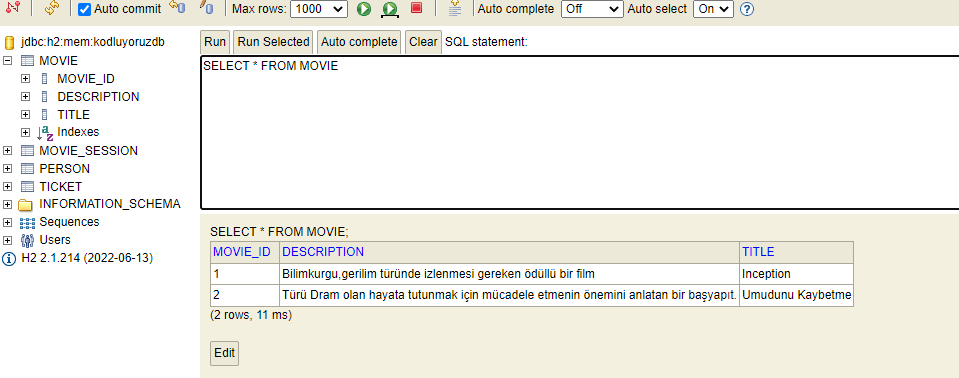 Auto commit Max rows: 1000 Auto complete Off Auto select On ?
jdbc:h2:mem:kodluyoruzdb
MOVIE
MOVIE_ID
DESCRIPTION
TITLE
Indexes
MOVIE_SESSION
PERSON
TICKET
INFORMATION_SCHEMA
Sequences
Users
H2 2.1.214 (2022-06-13)
Run Run Selected Auto complete Clear SQL statement:
SELECT * FROM MOVIE
SELECT * FROM MOVIE;
MOVIE_ID DESCRIPTION TITLE
1 Bilimkurgu,gerilim türünde izlenmesi gereken ödüllü bir film Inception
2 Türü Dram olan hayata tutunmak için mücadele etmenin önemini anlatan bir başyapıt. Umudunu Kaybetme
(2 rows, 11 ms)
Edit